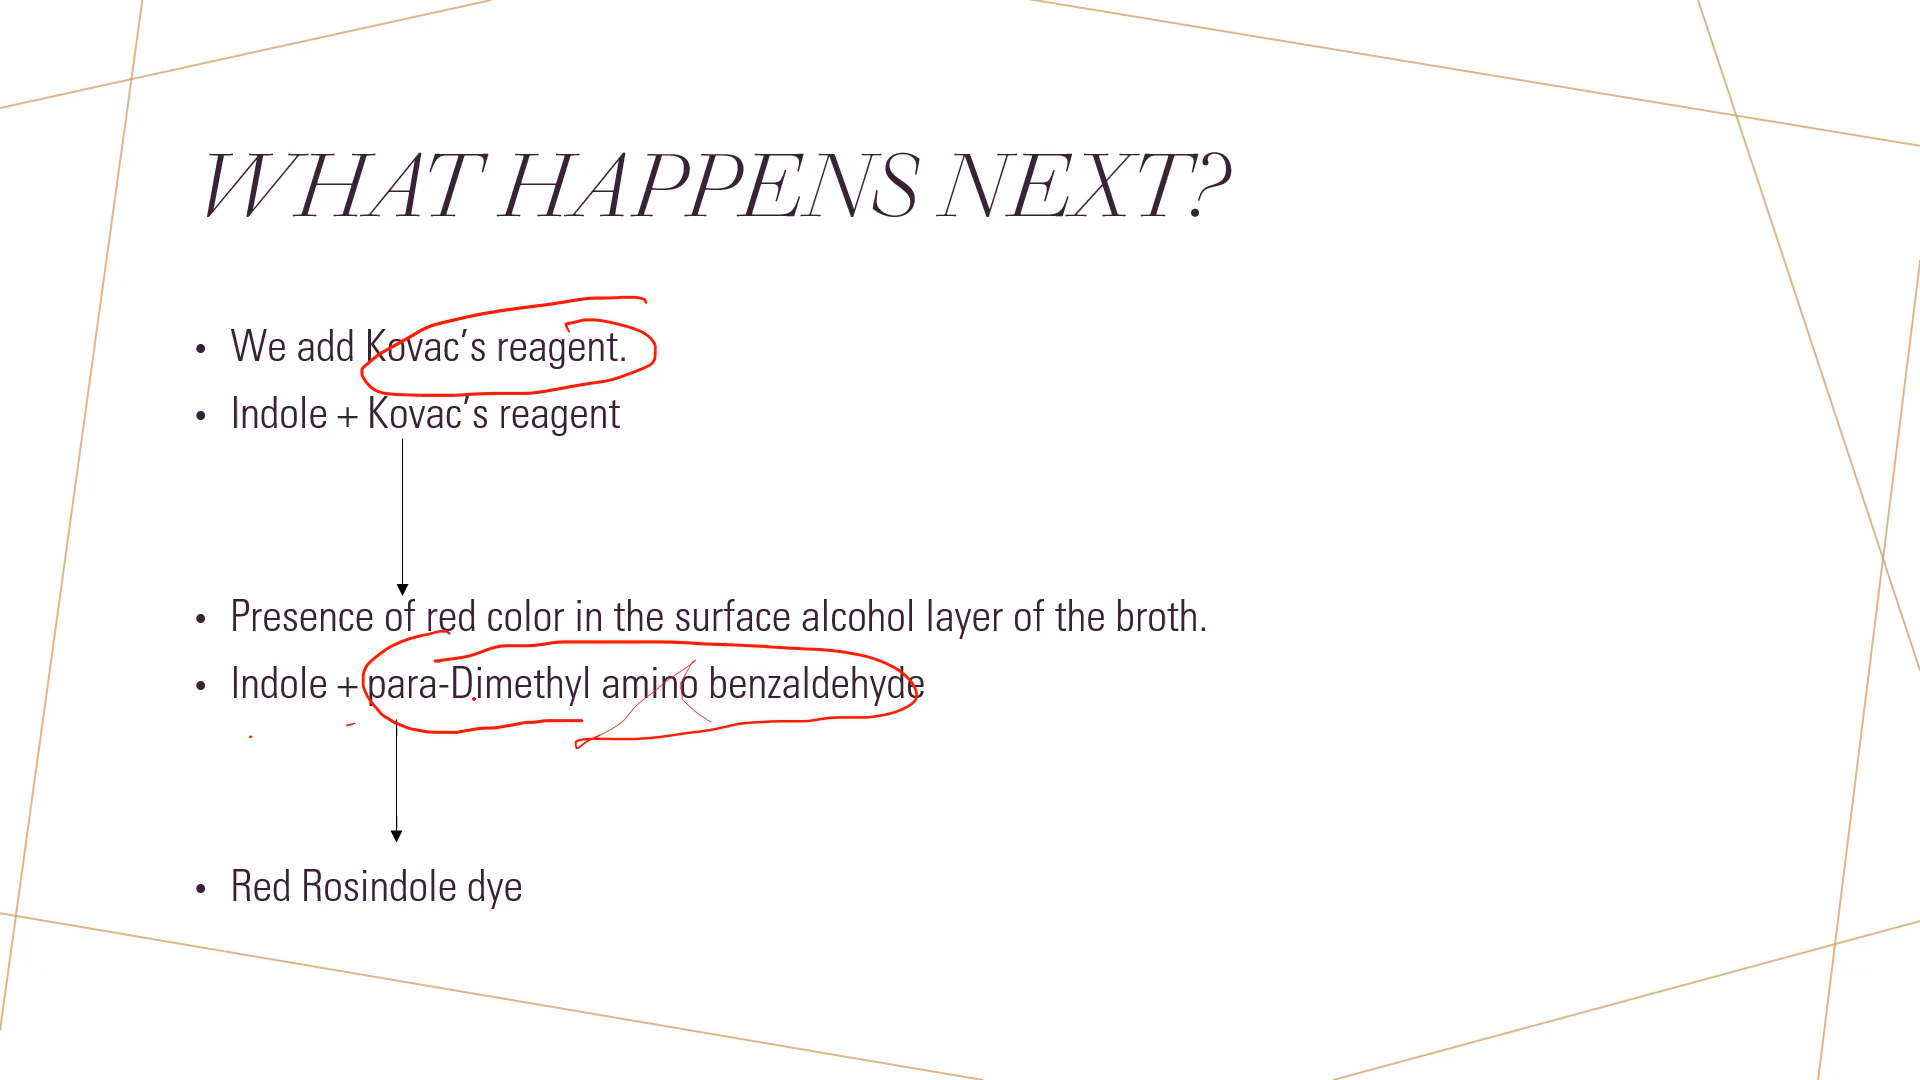 WHAT HAPPENS NEXT?
• We add Kovac’s reagent.
• Indole + Kovac’s reagent
• Presence of red color in the surface alcohol layer of the broth.
• Indole + para-Dimethyl amino benzaldehyde
• Red Rosindole dye